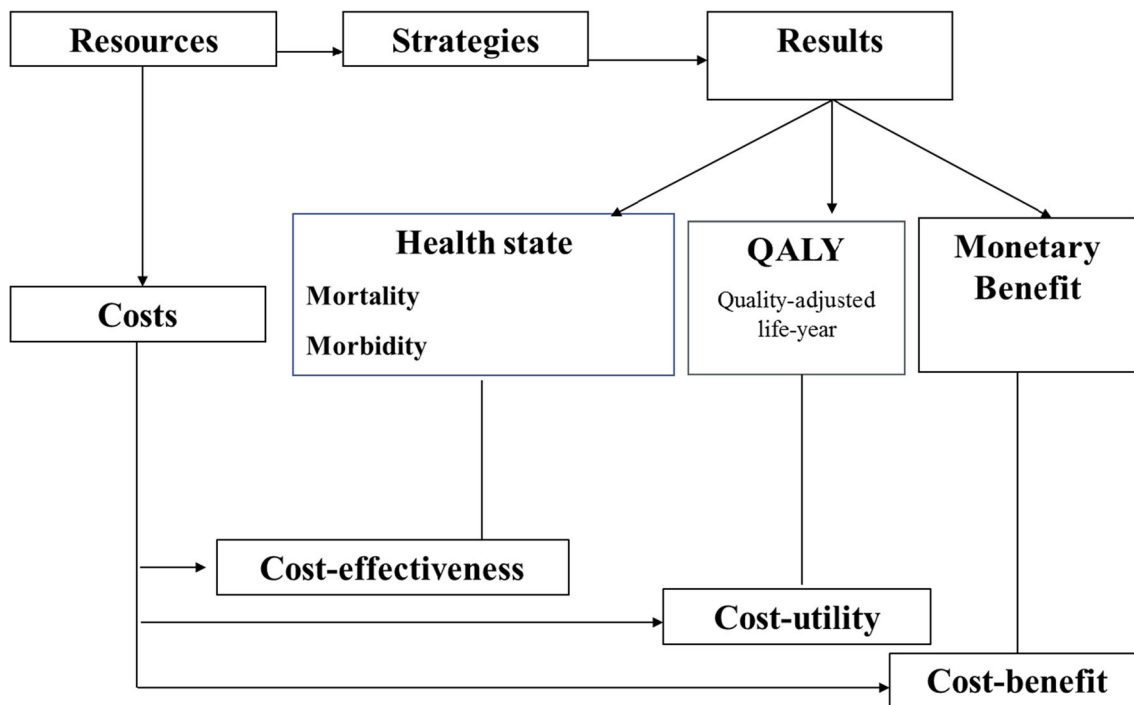 Resources
Strategies
Results
Health state
Mortality
Morbidity
QALY
Quality-adjusted
life-year
Monetary
Benefit
Costs
Cost-effectiveness
Cost-utility
Cost-benefit